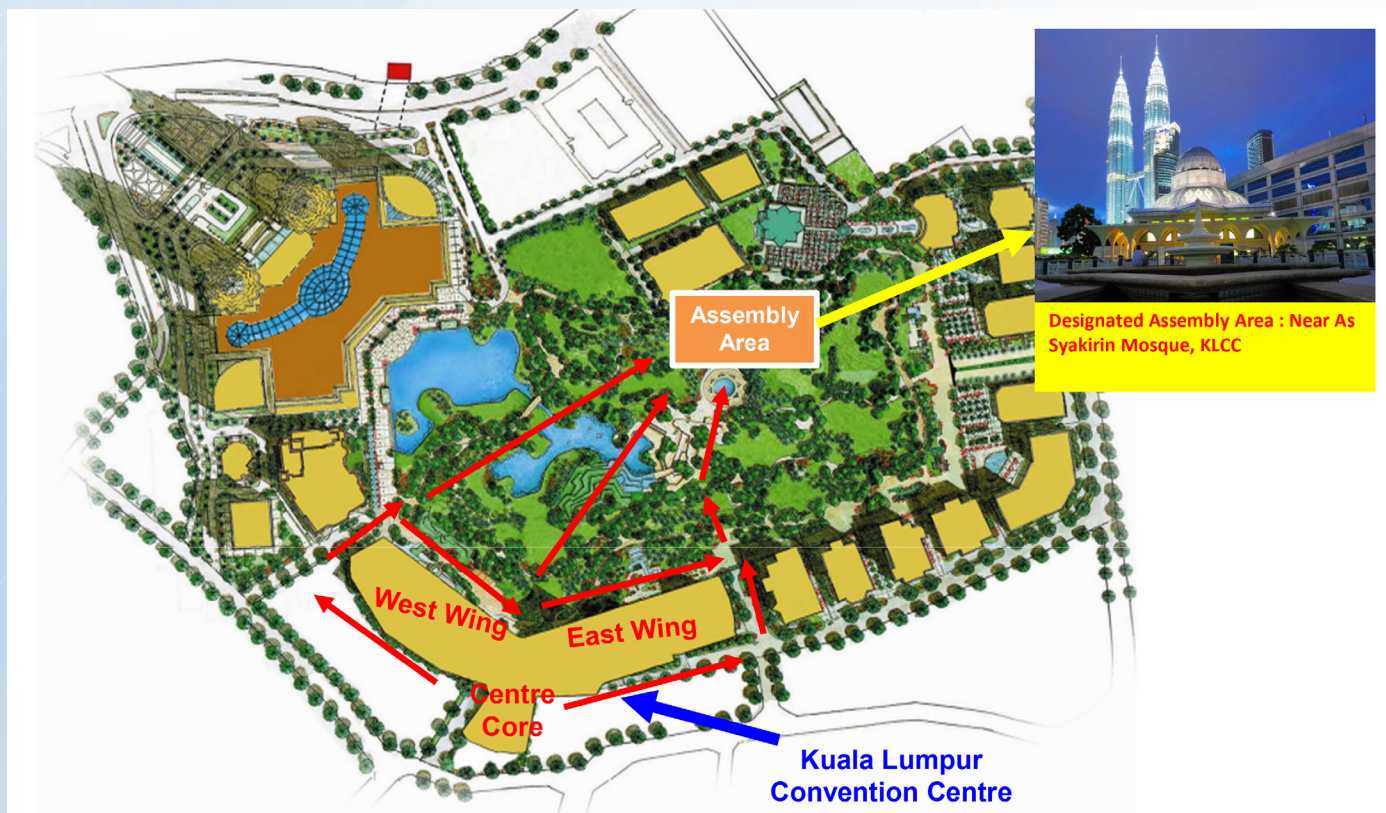 Assembly
Area
Designated Assembly Area : Near As
Syakirin Mosque, KLCC
West Wing
East Wing
Centre
Core
Kuala Lumpur
Convention Centre